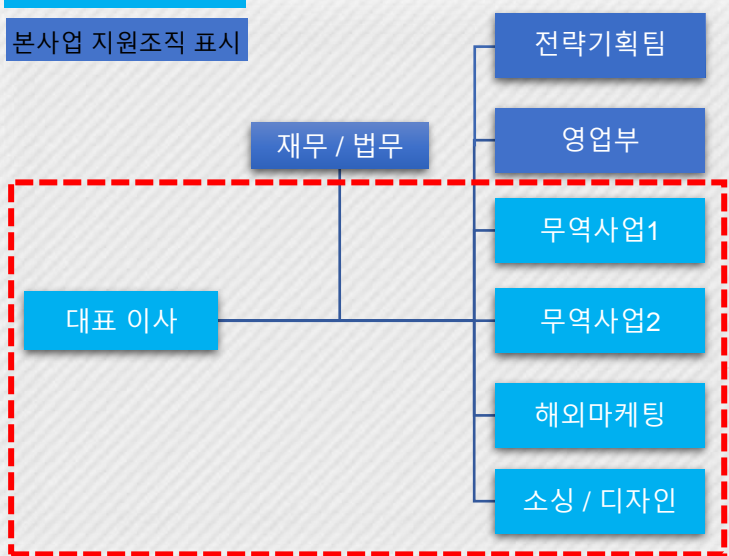 본사업 지원조직 표시
전략기획팀
재무 / 법무
영업부
무역사업1
대표 이사
무역사업2
해외마케팅
소싱 / 디자인